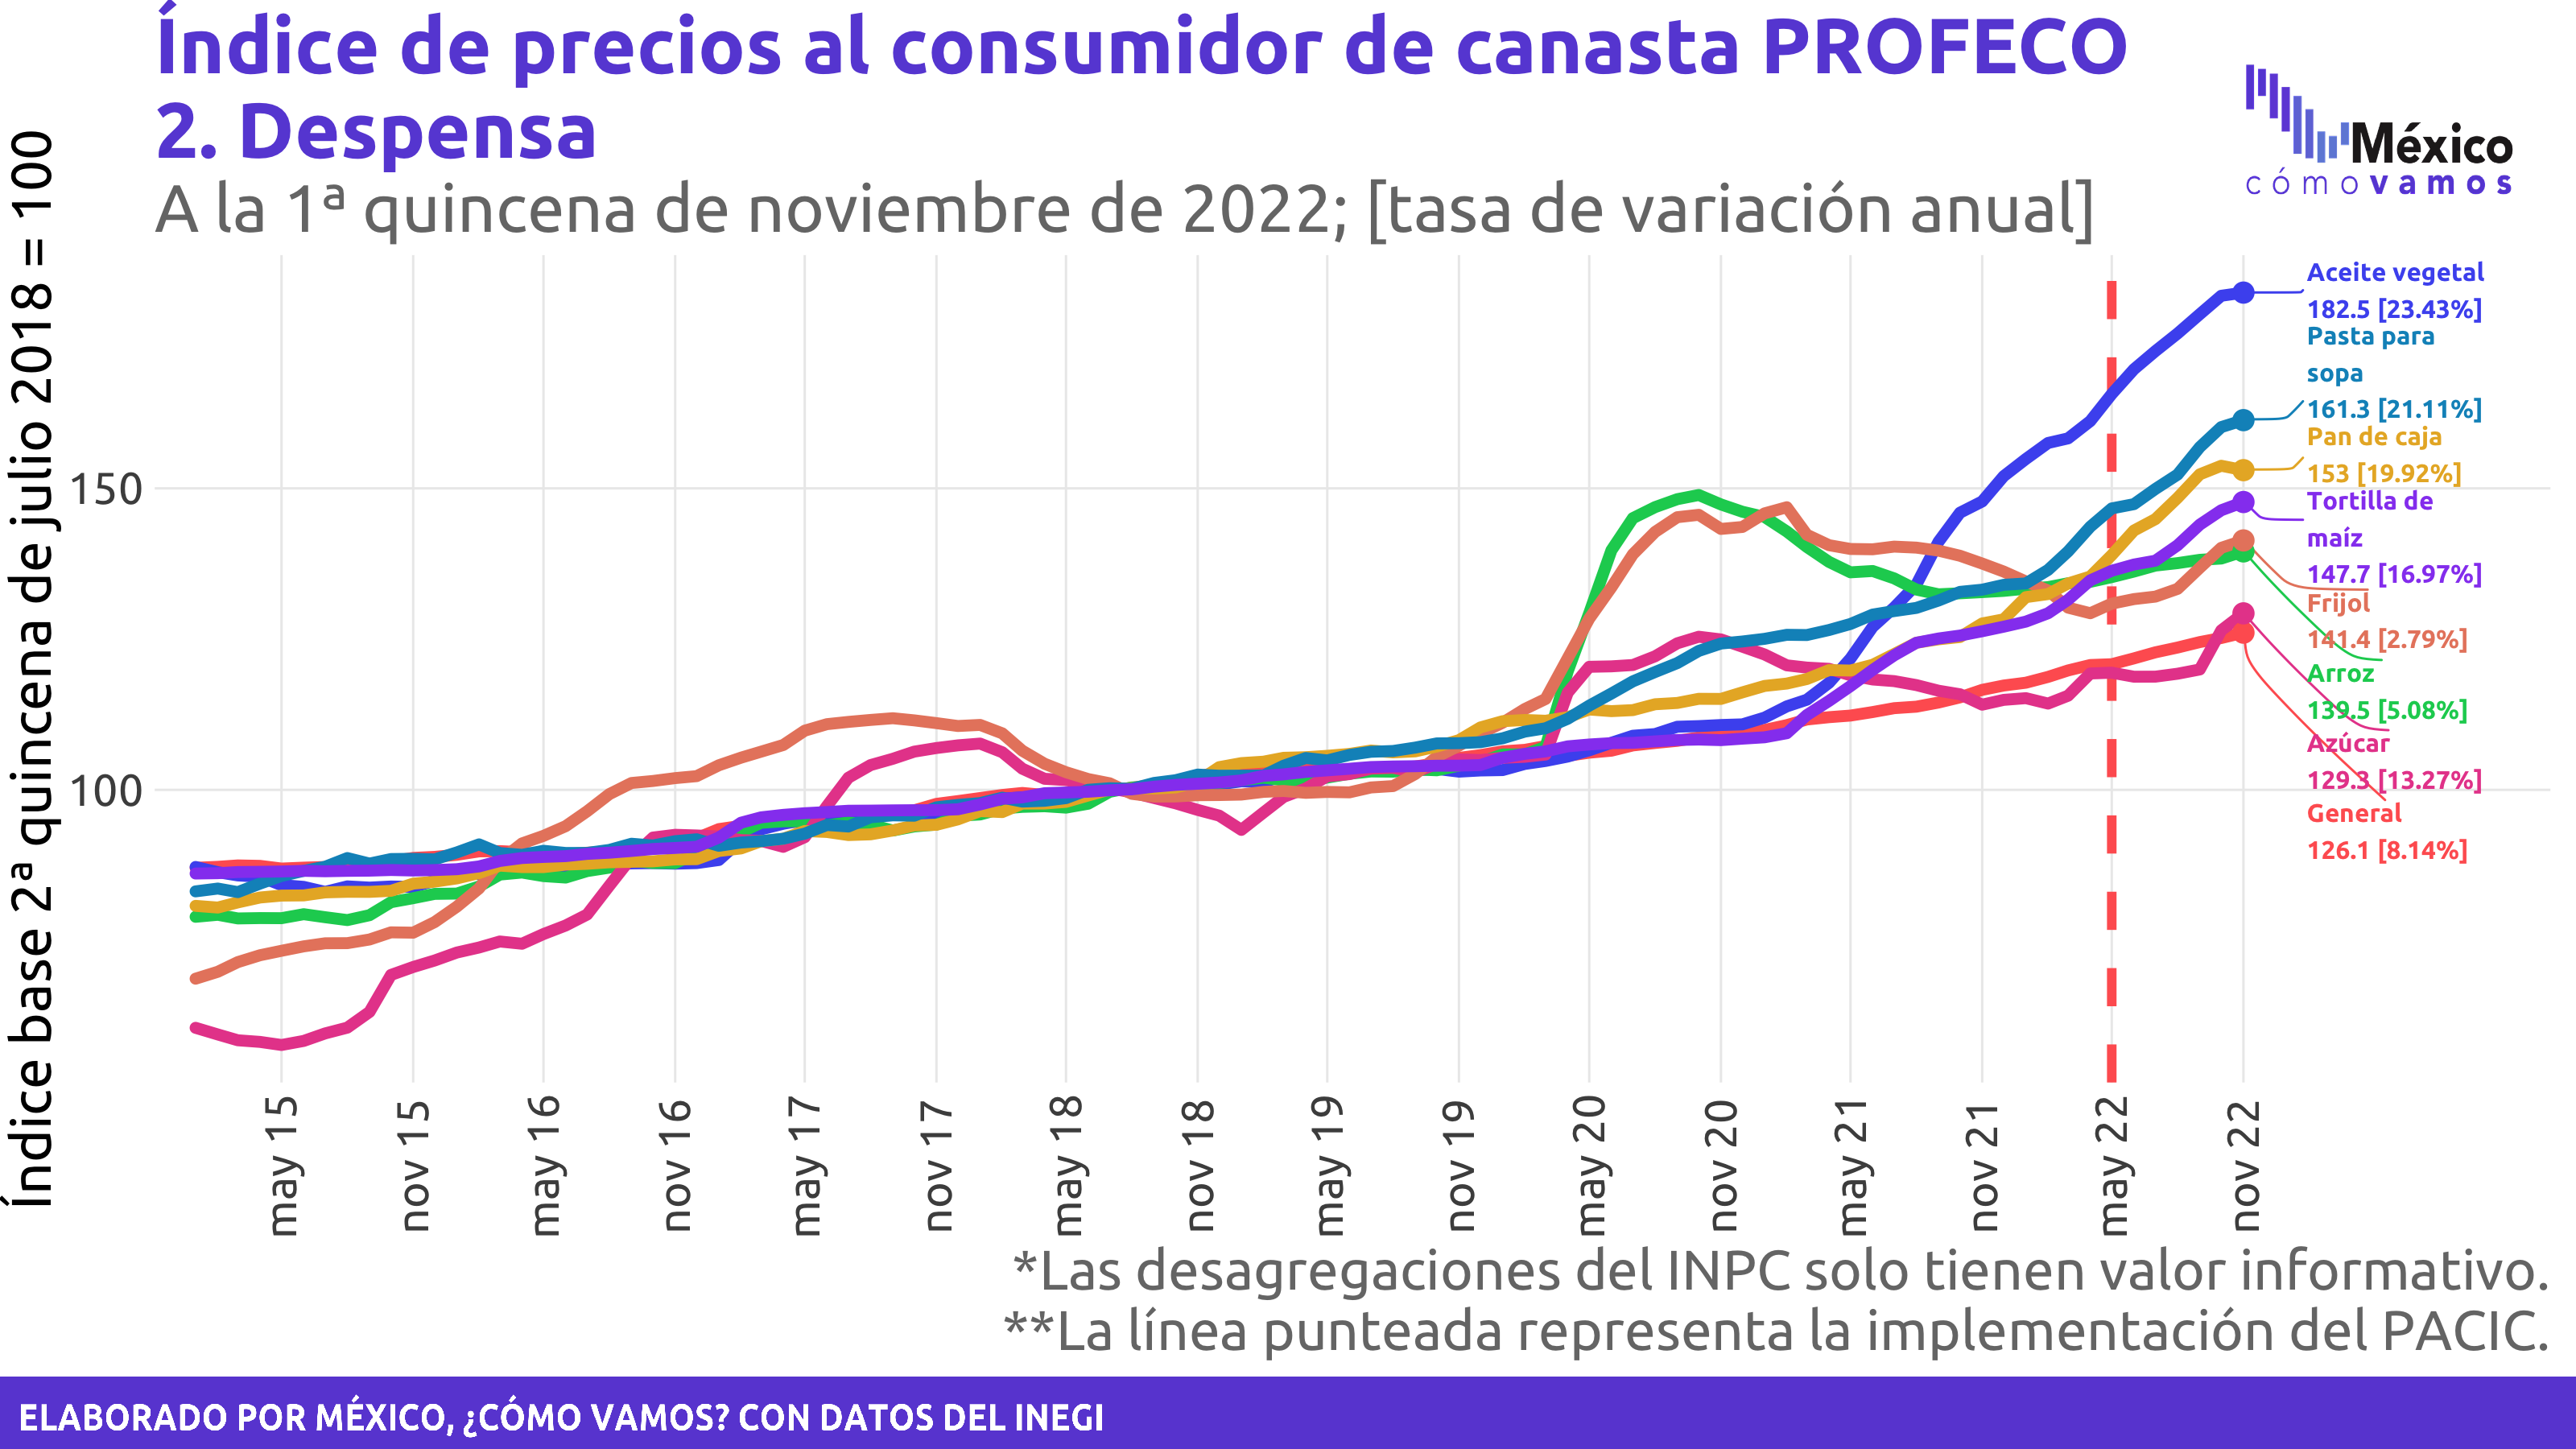 Índice de precios al consumidor de canasta PROFECO
2. Despensa
A la 1ª quincena de noviembre de 2022; [tasa de variación anual]
México
cómo vamos
Índice base 2ª quincena de julio 2018 = 100
150
100
Aceite vegetal
182.5 [23.43%]
Pasta para
sopa
161.3 [21.11%]
Pan de caja
153 [19.92%]
Tortilla de
maíz
147.7 [16.97%]
Frijol
141.4 [2.79%]
Arroz
139.5 [5.08%]
Azúcar
129.3 [13.27%]
General
126.1 [8.14%]
may 15
nov 15
may 16
nov 16
may 17
nov 17
may 18
nov 18
may 19
nov 19
may 20
nov 20
may 21
nov 21
may 22
nov 22
*Las desagregaciones del INPC solo tienen valor informativo.
**La línea punteada representa la implementación del PACIC.
ELABORADO POR MÉXICO, ¿CÓMO VAMOS? CON DATOS DEL INEGI